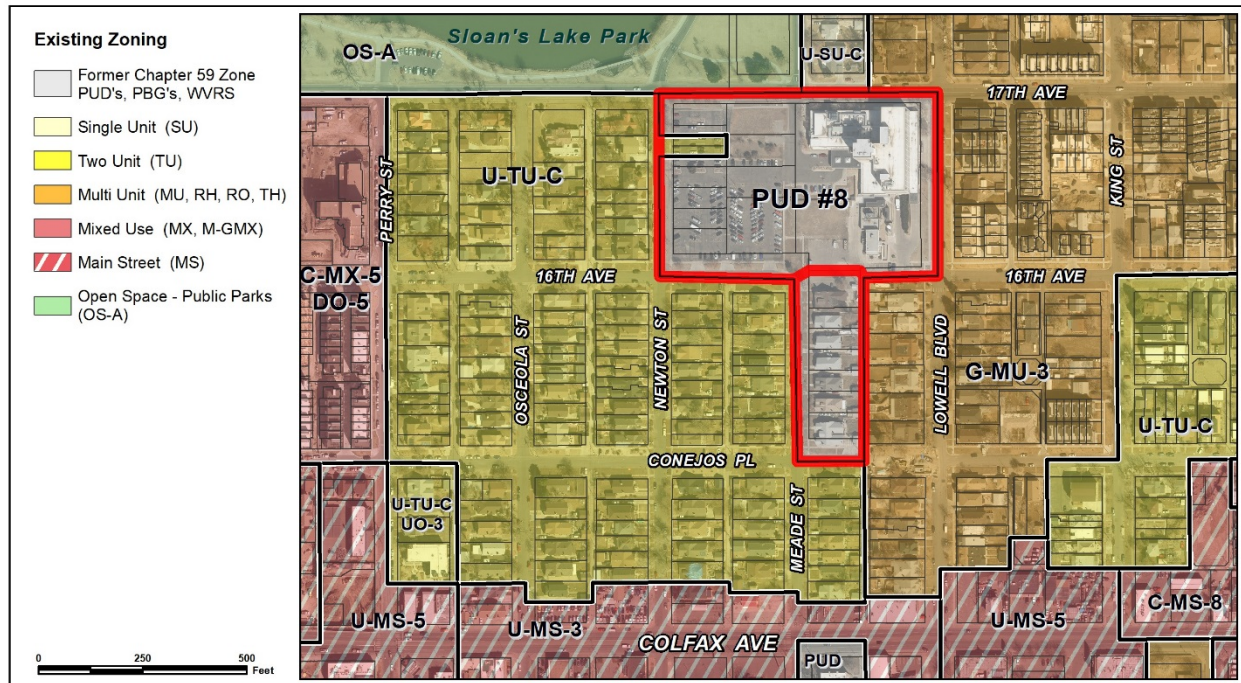 Existing Zoning
Former Chapter 59 Zone
PUD's, PBG's, WVRS
Single Unit (SU)
Two Unit (TU)
Multi Unit (MU, RH, RO, TH)
Mixed Use (MX, M-GMX)
Main Street (MS)
Open Space - Public Parks
(OS-A)
0 250 500
Feet
Sloan's Lake Park
OS-A
U-SU-C
17TH AVE
PERRY ST
U-TU-C
PUD #8
KING ST
C-MX-5
DO-5
16TH AVE
16TH AVE
OSCEOLA ST
NEWTON ST
LOWELL BLVD
G-MU-3
U-TU-C
CONEJOS PL
U-TU-C
UO-3
MEADE ST
U-MS-5
U-MS-3
COLFAX AVE
U-MS-5
C-MS-8
PUD